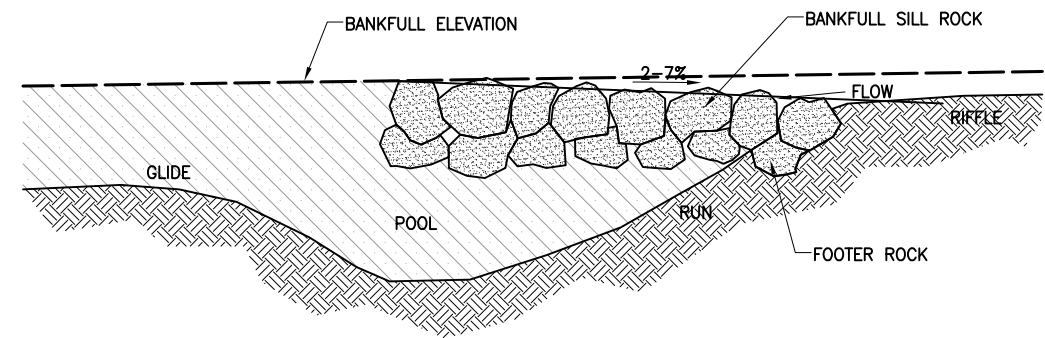 BANKFULL ELEVATION
BANKFULL SILL ROCK
2-7%
FLOW
RIFFLE
GLIDE
RUN
POOL
FOOTER ROCK